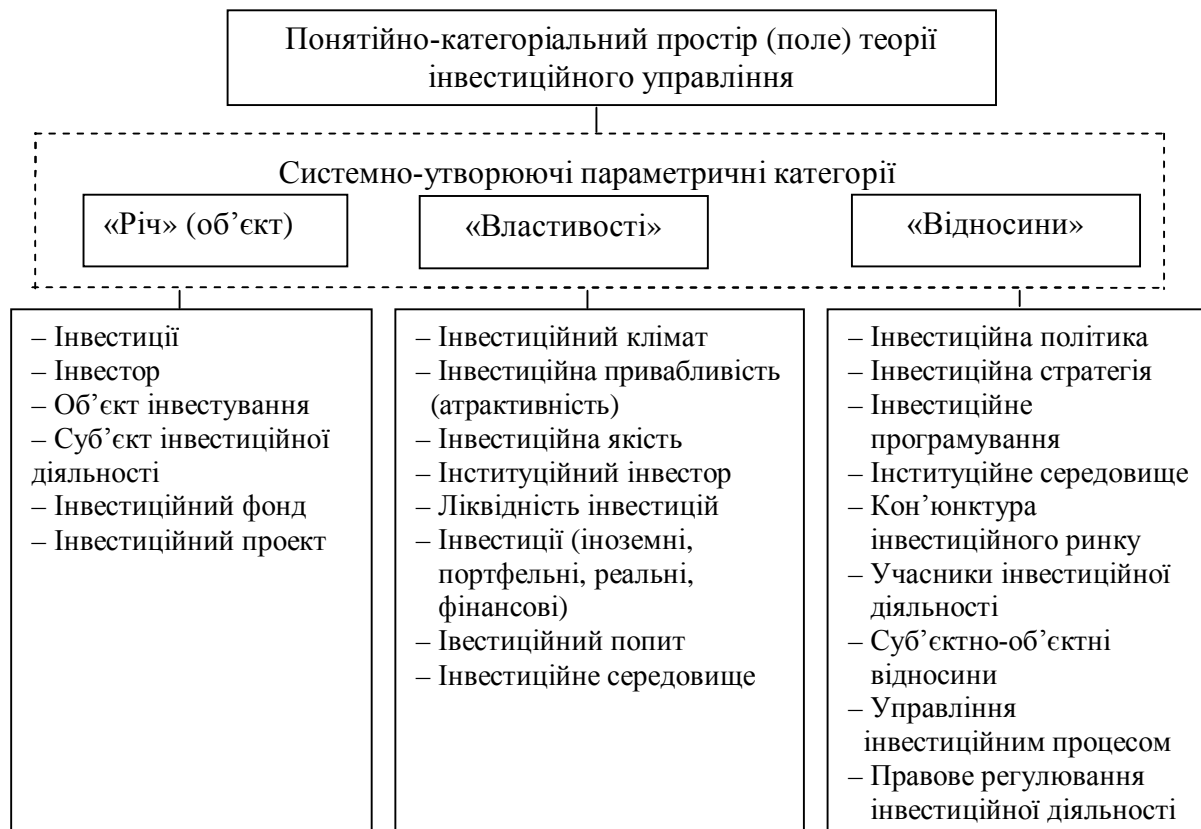 Понятійно-категоріальний простір (поле) теорії
інвестиційного управління
Системно-утворюючі параметричні категорії
«Річ» (об’єкт)
«Властивості»
«Відносини»
– Інвестиції
– Інвестор
– Об’єкт інвестування
– Суб’єкт інвестиційної
діяльності
– Інвестиційний фонд
– Інвестиційний проект
– Інвестиційний клімат
– Інвестиційна привабливість
(атрактивність)
– Інвестиційна якість
– Інституційний інвестор
– Ліквідність інвестицій
– Інвестиції (іноземні,
портфельні, реальні,
фінансові)
– Івестиційний попит
– Інвестиційне середовище
– Інвестиційна політика
– Інвестиційна стратегія
– Інвестиційне
програмування
– Інституційне середовище
– Кон’юнктура
інвестиційного ринку
– Учасники інвестиційної
діяльності
– Суб’єктно-об’єктні
відносини
– Управління
інвестиційним процесом
– Правове регулювання
інвестиційної діяльності